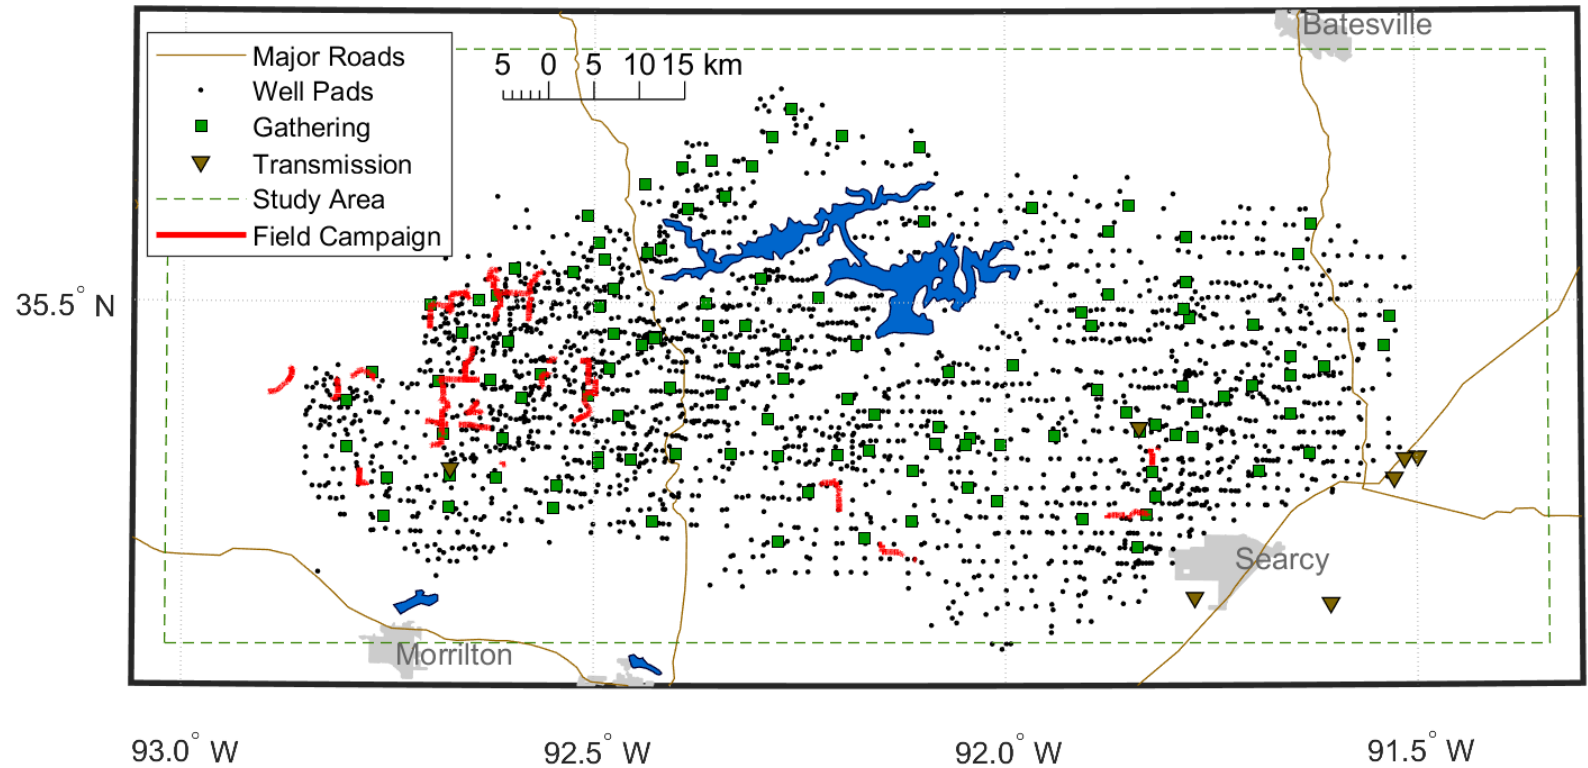 Batesville
Major Roads
Well Pads
Gathering
Transmission
Study Area
Field Campaign
5 0 5 10 15 km
35.5° N
Searcy
Morrilton
93.0° W 92.5° W 92.0° W 91.5° W